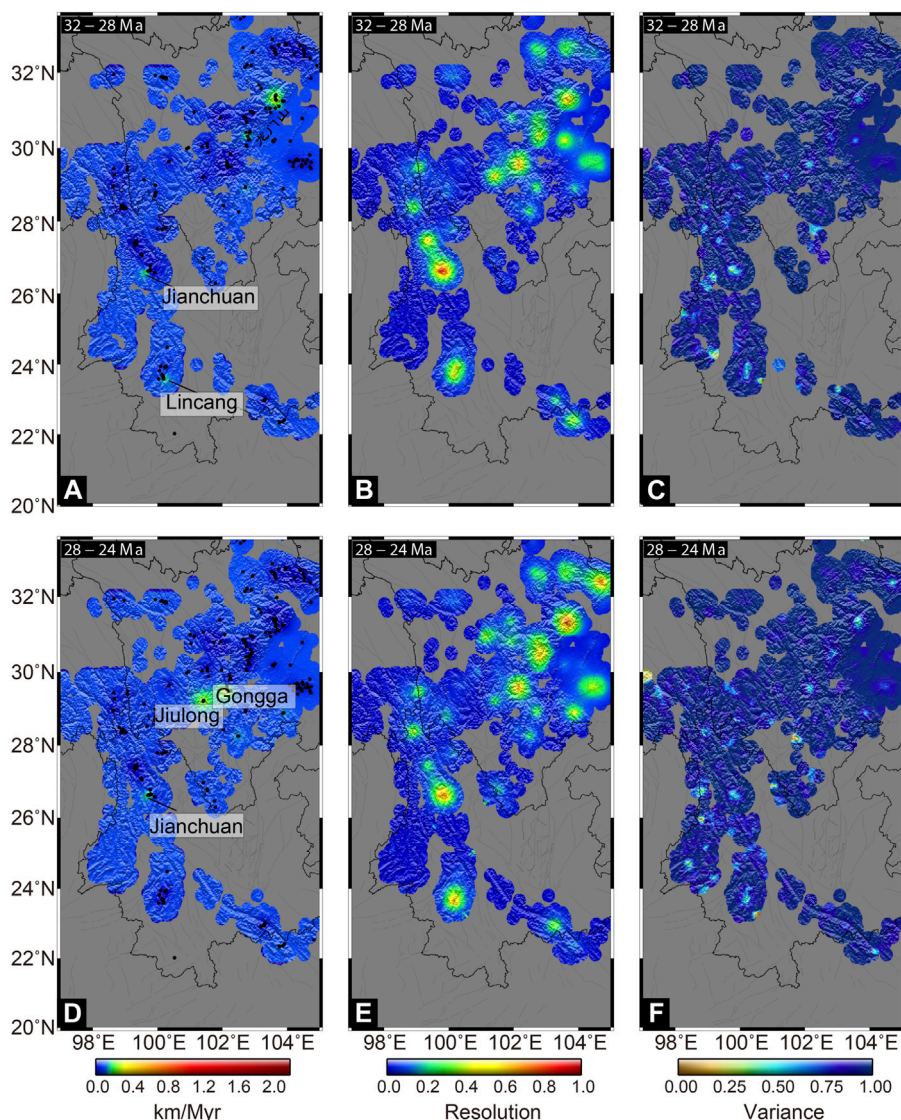 32 – 28 Ma
32 – 28 Ma
32 – 28 Ma
32°N
30°N
28°N
26°N
24°N
22°N
20°N
Jianchuan
Lincang
A
B
C
28 – 24 Ma
28 – 24 Ma
28 – 24 Ma
32°N
30°N
28°N
26°N
24°N
22°N
20°N
Gongga
Jiulong
Jianchuan
D
E
F
98°E 100°E 102°E 104°E
98°E 100°E 102°E 104°E
98°E 100°E 102°E 104°E
0.0 0.4 0.8 1.2 1.6 2.0
km/Myr
0.0 0.2 0.4 0.6 0.8 1.0
Resolution
0.00 0.25 0.50 0.75 1.00
Variance